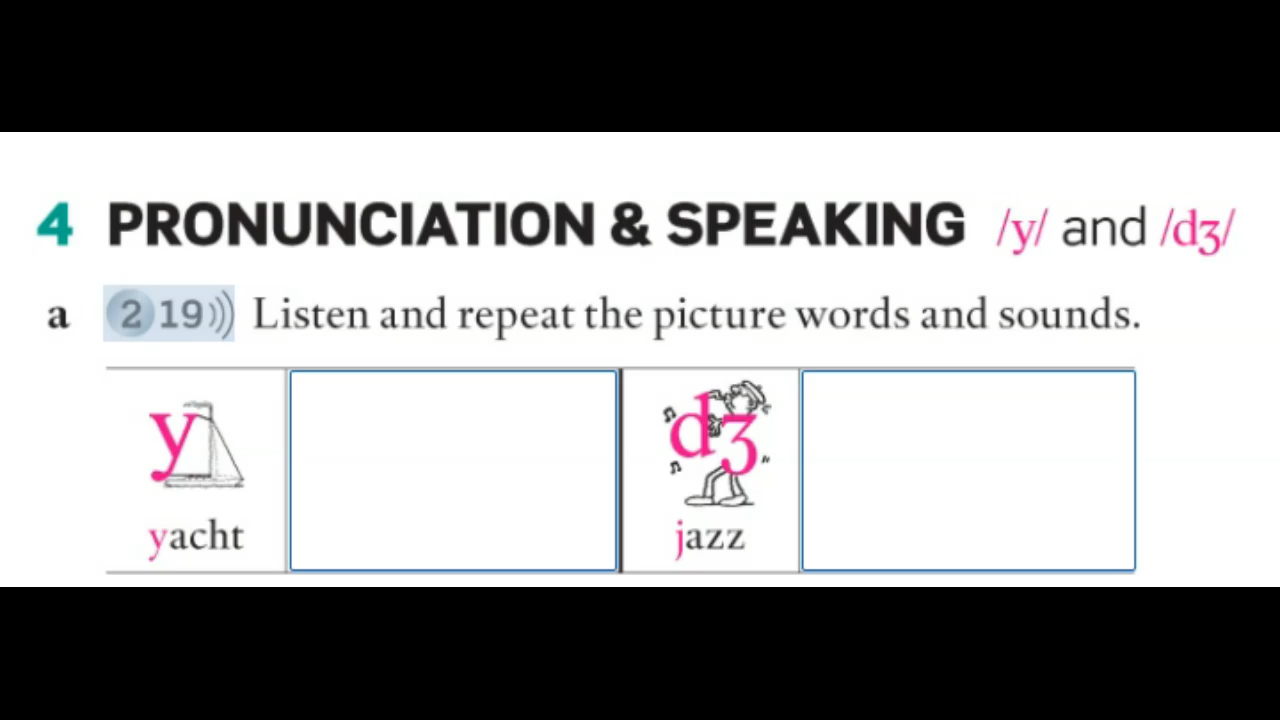 4 PRONUNCIATION & SPEAKING /y/ and /dʒ/
a 2 19 Listen and repeat the picture words and sounds.
y dʒ
yacht jazz